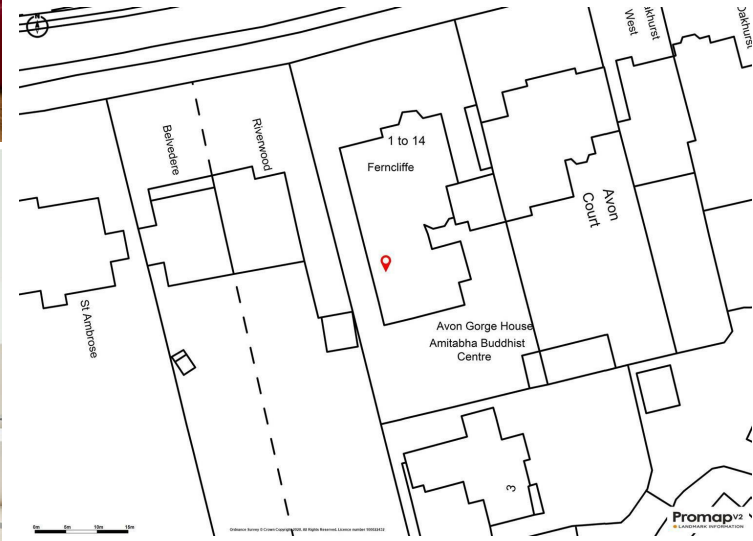 West
Oakhurst
Belvedere
Riverwood
1 to 14
Ferncliffe
Avon
Court
St Ambrose
Avon Gorge House
Amitabha Buddhist
Centre
3
0m 5m 10m 15m
Promap V2
LANDMARK INFORMATION